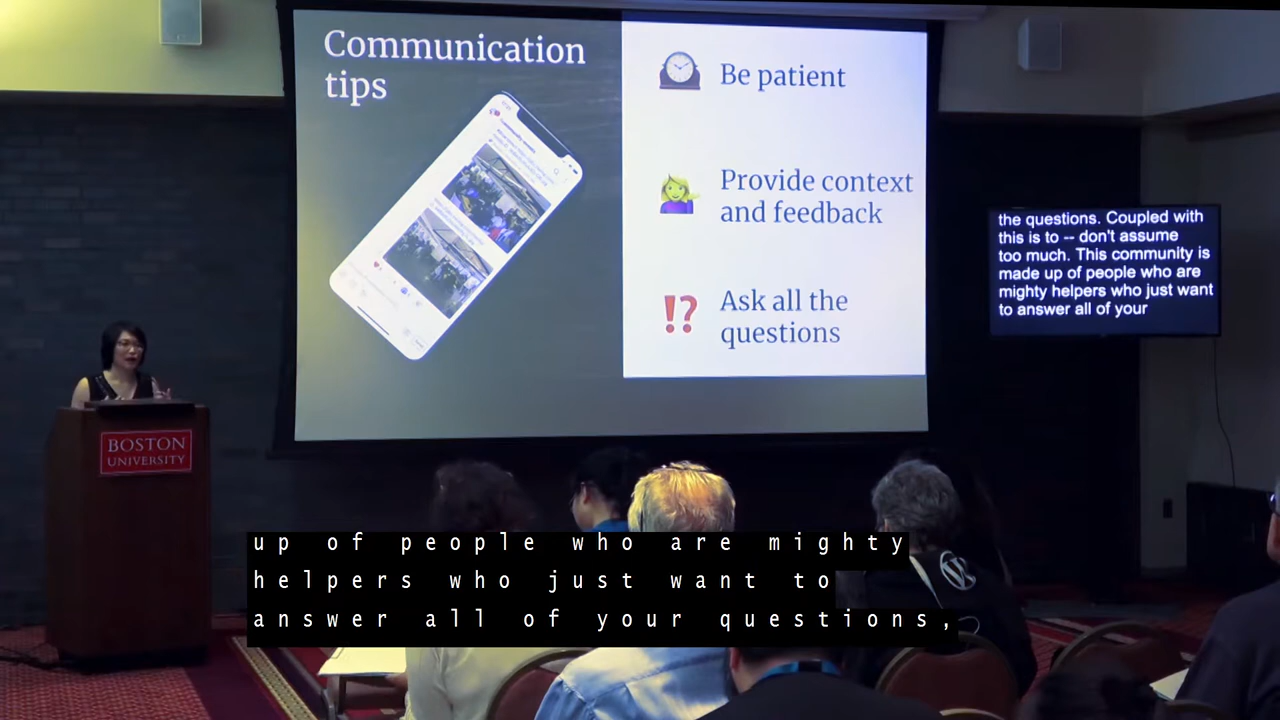 Communication
tips
Be patient
Provide context
and feedback
Ask all the
questions
the questions. Coupled with
this is to -- don't assume
too much. This community is
made up of people who are
mighty helpers who just want
to answer all of your
BOSTON
UNIVERSITY
up of people who are mighty
helpers who just want to
answer all of your questions,